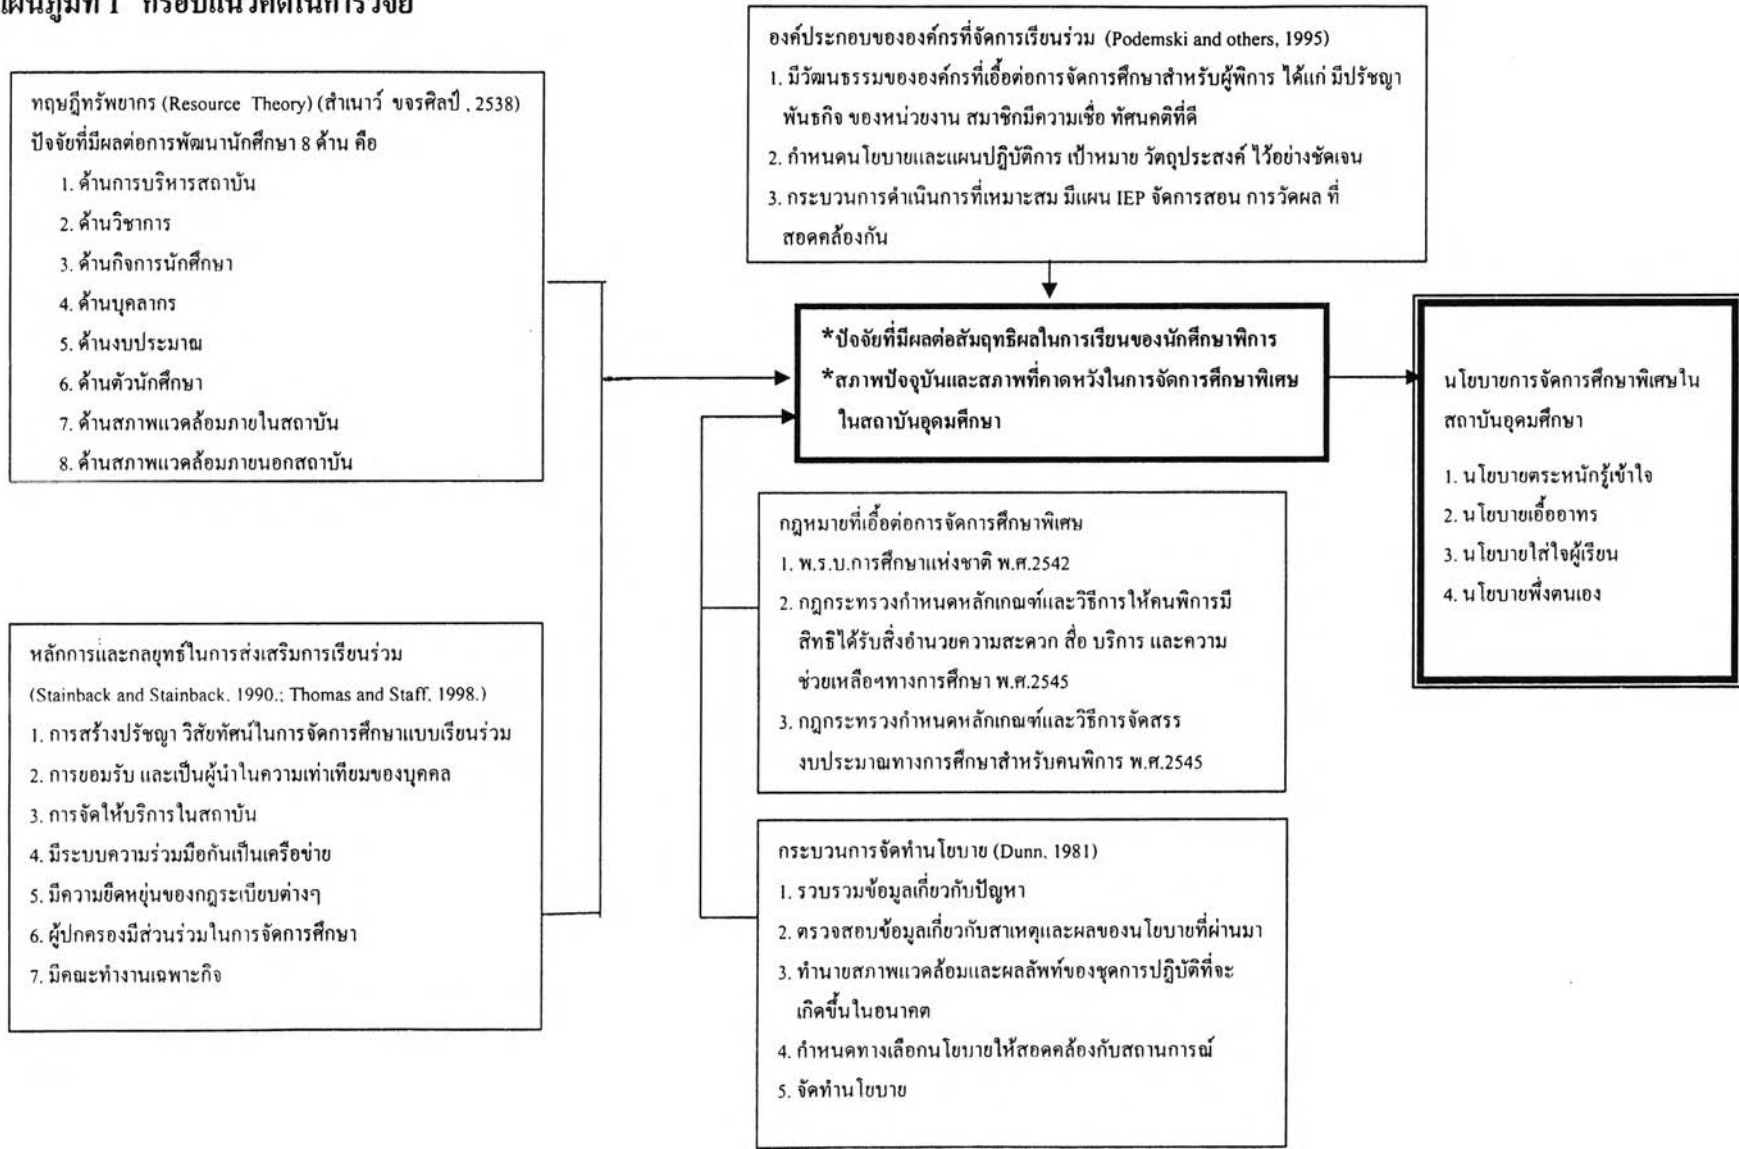 แผนภูมิที่ 1 กรอบแนวคิดในการวิจัย
ทฤษฎีทรัพยากร (Resource Theory) (สำเนาว์ ขจรศิลป์ , 2538)
ปัจจัยที่มีผลต่อการพัฒนานักศึกษา 8 ด้าน คือ
1. ด้านการบริหารสถาบัน
2. ด้านวิชาการ
3. ด้านกิจการนักศึกษา
4. ด้านบุคลากร
5. ด้านงบประมาณ
6. ด้านตัวนักศึกษา
7. ด้านสภาพแวดล้อมภายในสถาบัน
8. ด้านสภาพแวดล้อมภายนอกสถาบัน
หลักการและกลยุทธ์ในการส่งเสริมการเรียนร่วม
(Stainback and Stainback. 1990.; Thomas and Staff. 1998.)
1. การสร้างปรัชญา วิสัยทัศน์ในการจัดการศึกษาแบบเรียนร่วม
2. การยอมรับ และเป็นผู้นำในความเท่าเทียมของบุคคล
3. การจัดให้บริการในสถาบัน
4. มีระบบความร่วมมือกันเป็นเครือข่าย
5. มีความยืดหยุ่นของกฎระเบียบต่างๆ
6. ผู้ปกครองมีส่วนร่วมในการจัดการศึกษา
7. มีคณะทำงานเฉพาะกิจ
องค์ประกอบขององค์กรที่จัดการเรียนร่วม (Podemski and others, 1995)
1. มีวัฒนธรรมขององค์กรที่เอื้อต่อการจัดการศึกษาสำหรับผู้พิการ ได้แก่ มีปรัชญา
พันธกิจ ของหน่วยงาน สมาชิกมีความเชื่อ ทัศนคติที่ดี
2. กำหนดนโยบายและแผนปฏิบัติการ เป้าหมาย วัตถุประสงค์ ไว้อย่างชัดเจน
3. กระบวนการดำเนินการที่เหมาะสม มีแผน IEP จัดการสอน การวัดผล ที่
สอดคล้องกัน
*ปัจจัยที่มีผลต่อสัมฤทธิผลในการเรียนของนักศึกษาพิการ
*สภาพปัจจุบันและสภาพที่คาดหวังในการจัดการศึกษาพิเศษ
ในสถาบันอุดมศึกษา
กฎหมายที่เอื้อต่อการจัดการศึกษาพิเศษ
1. พ.ร.บ.การศึกษาแห่งชาติ พ.ศ.2542
2. กฎกระทรวงกำหนดหลักเกณฑ์และวิธีการให้คนพิการมี
สิทธิได้รับสิ่งอำนวยความสะดวก สื่อ บริการ และความ
ช่วยเหลือฯทางการศึกษา พ.ศ.2545
3. กฎกระทรวงกำหนดหลักเกณฑ์และวิธีการจัดสรร
งบประมาณทางการศึกษาสำหรับคนพิการ พ.ศ.2545
กระบวนการจัดทำนโยบาย (Dunn. 1981)
1. รวบรวมข้อมูลเกี่ยวกับปัญหา
2. ตรวจสอบข้อมูลเกี่ยวกับสาเหตุและผลของนโยบายที่ผ่านมา
3. ทำนายสภาพแวดล้อมและผลลัพท์ของชุดการปฏิบัติที่จะ
เกิดขึ้นในอนาคต
4. กำหนดทางเลือกนโยบายให้สอดคล้องกับสถานการณ์
5. จัดทำนโยบาย
นโยบายการจัดการศึกษาพิเศษใน
สถาบันอุดมศึกษา
1. นโยบายตระหนักรู้เข้าใจ
2. นโยบายเอื้ออาทร
3. นโยบายใส่ใจผู้เรียน
4. นโยบายพึ่งตนเอง